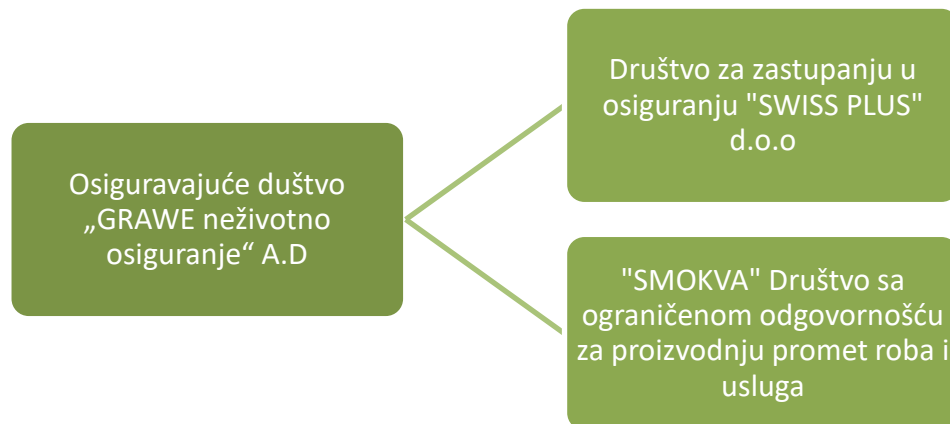 Društvo za zastupanju u
osiguranju "SWISS PLUS"
d.o.o
Osiguravajuće duštvo
„GRAWE neživotno
osiguranje“ A.D
"SMOKVA" Društvo sa
ograničenom odgovornošću
za proizvodnju promet roba i
usluga